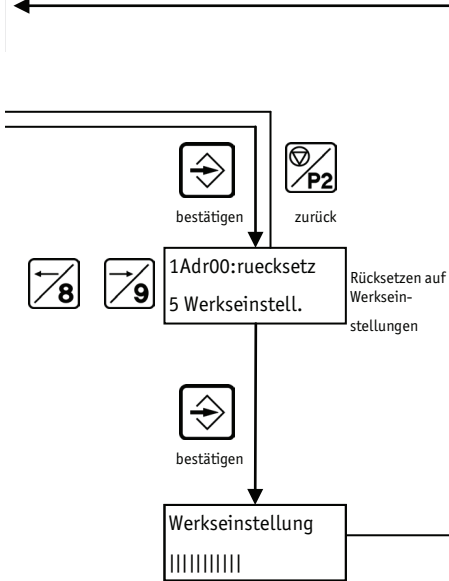 P2
bestätigen
zurück
1Adr00:ruecksetz
5 Werkseinstell.
8
9
Rücksetzen auf
Werksein-
stellungen
bestätigen
Werkseinstellung
|||||||||||